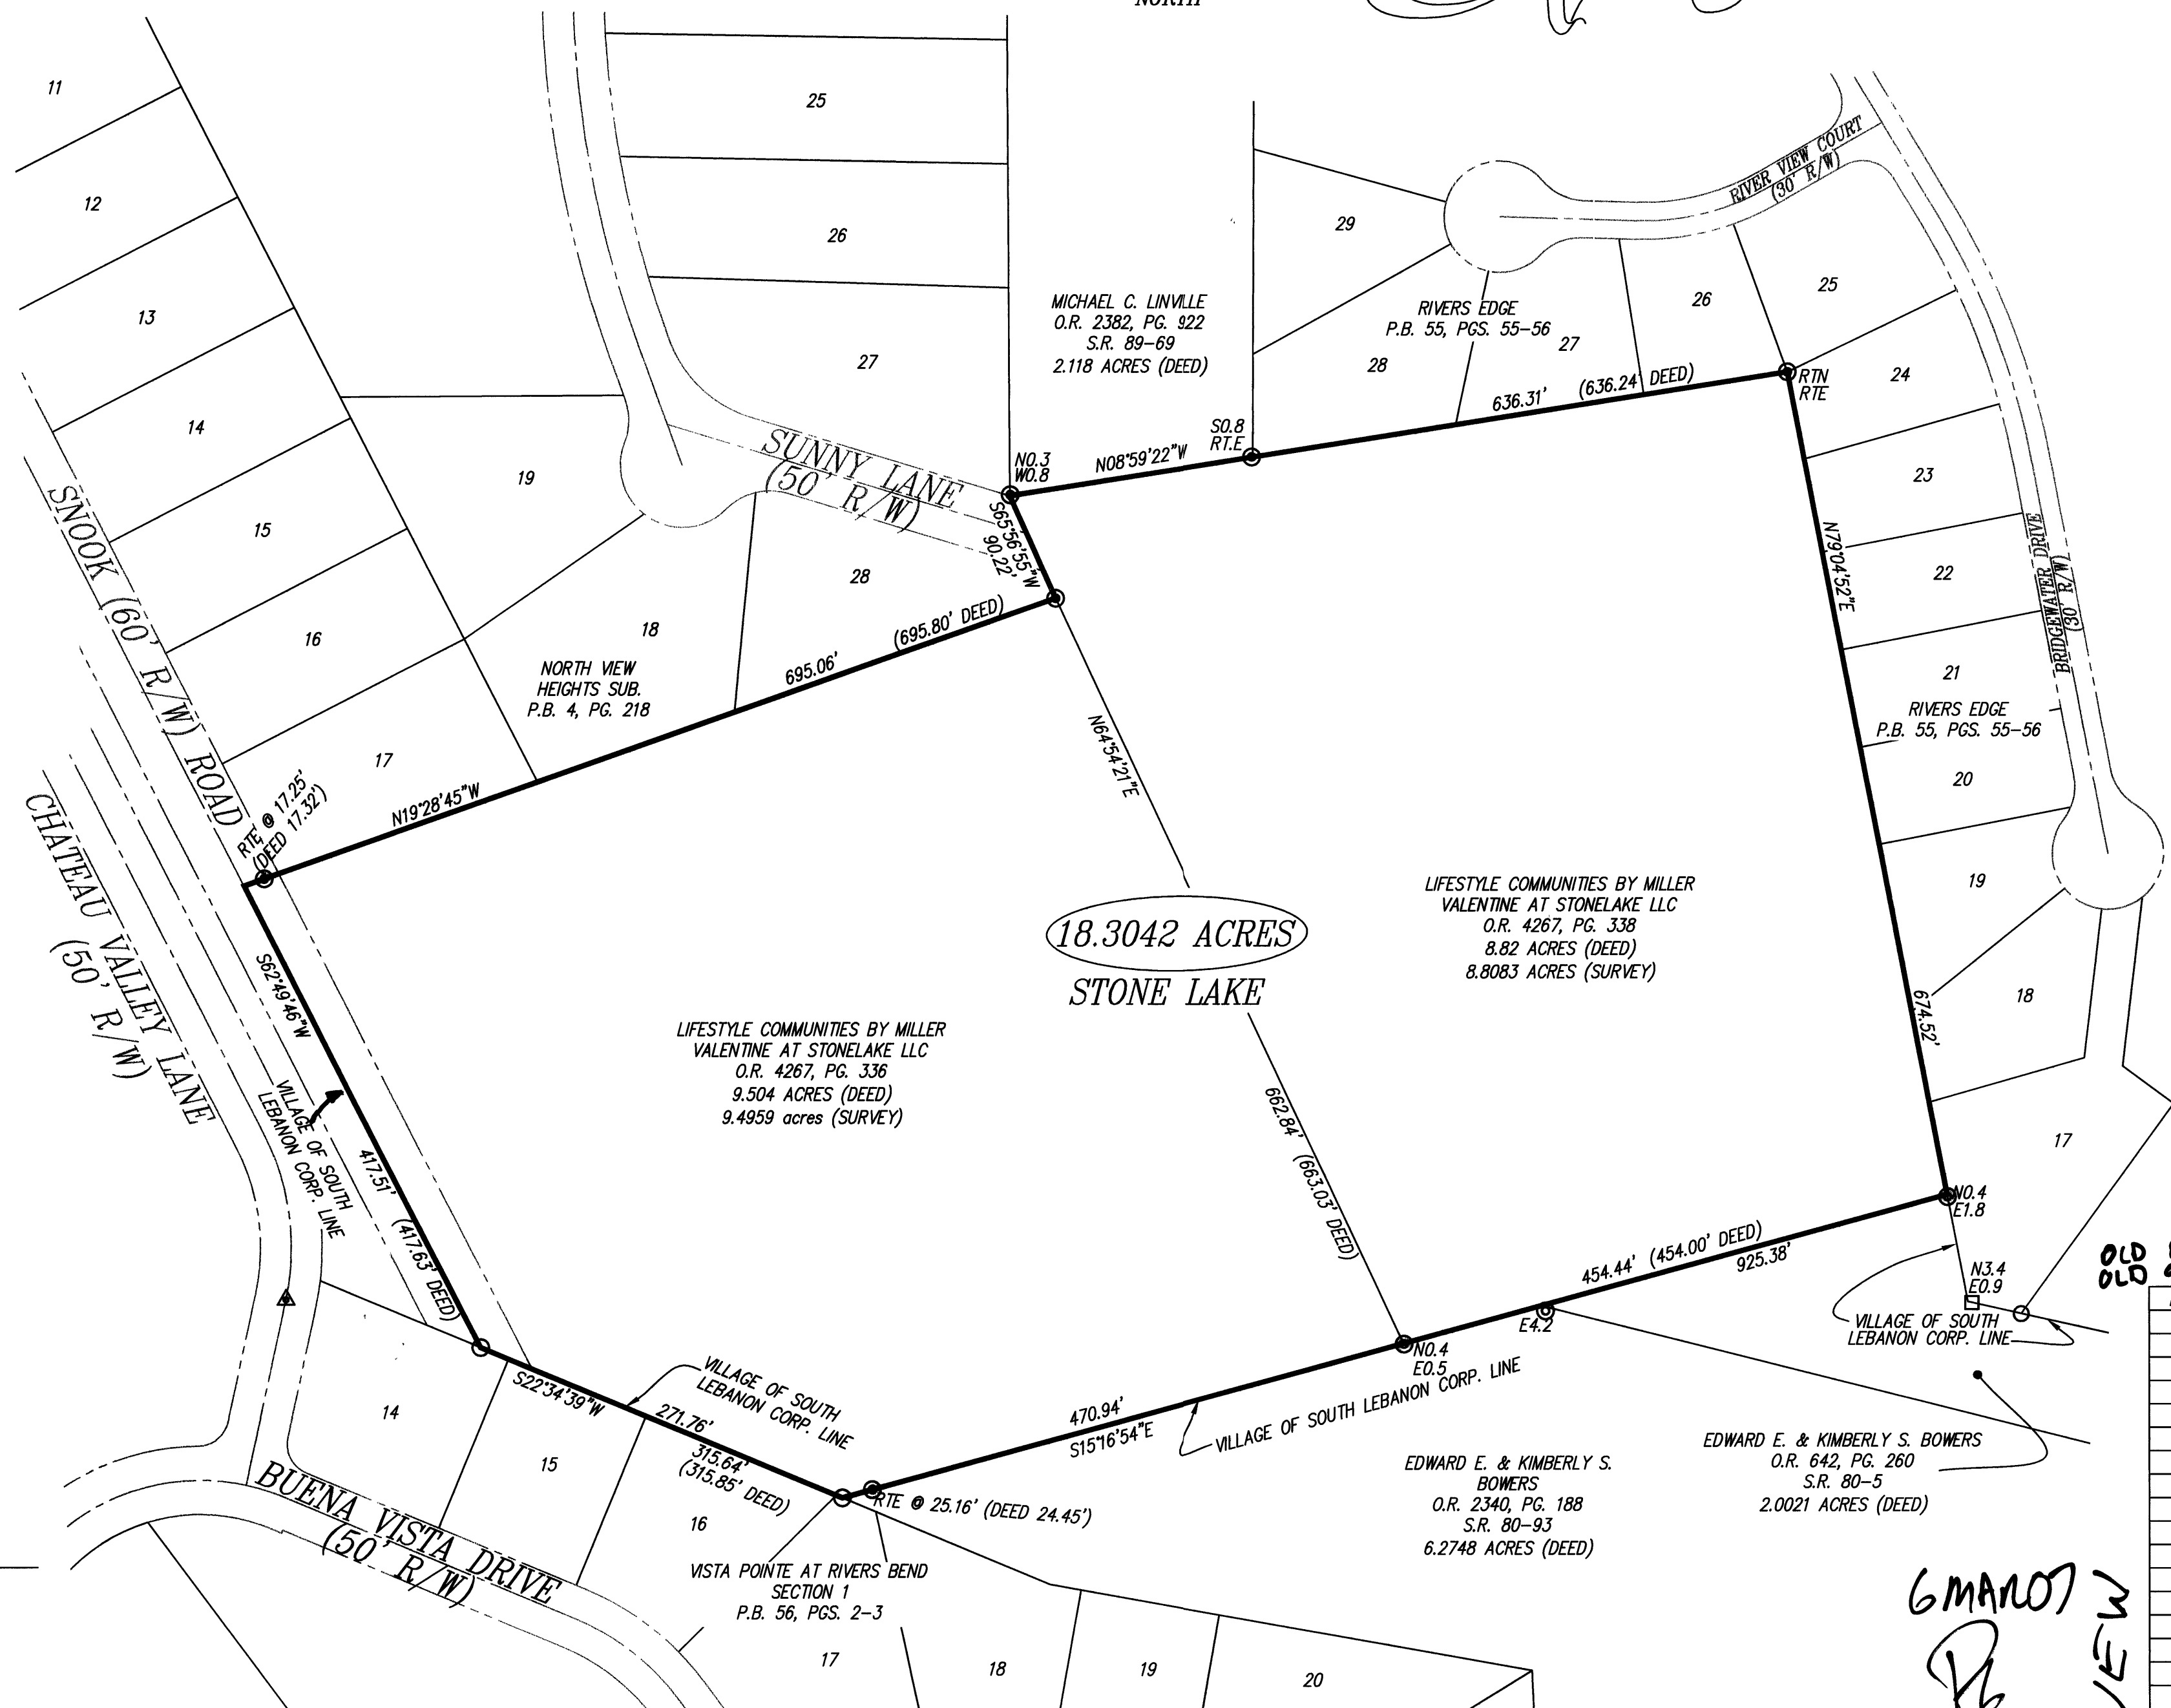 NORTH
11
12
13
14
15
16
17
18
19
25
26
27
28
MICHAEL C. LINVILLE
O.R. 2382, PG. 922
S.R. 89-69
2.118 ACRES (DEED)
29
28
27
26
25
24
23
22
21
20
19
18
17
RIVERS EDGE
P.B. 55, PGS. 55-56
RIVER VIEW COURT
(30' R/W)
BRIDGEWATER DRIVE
(30' R/W)
RIVERS EDGE
P.B. 55, PGS. 55-56
SUNNY LANE
(50' R/W)
N0.3
W0.8
N08°59'22"W
S0.8
RT.E
636.31' (636.24' DEED)
RTN
RTE
S65°56'55"W
90.22'
N79°04'52"E
674.52'
NORTH VIEW
HEIGHTS SUB.
P.B. 4, PG. 218
N19°28'45"W
695.06'
(695.80' DEED)
RTE @ 17.25'
(DEED 17.32')
SNOOK (60' R/W) ROAD
CHATEAU VALLEY LANE
(50' R/W)
S62°49'46"W
417.51' (417.63' DEED)
VILLAGE OF SOUTH
LEBANON CORP. LINE
N64°54'21"E
662.84' (663.03' DEED)
18.3042 ACRES
STONE LAKE
LIFESTYLE COMMUNITIES BY MILLER
VALENTINE AT STONELAKE LLC
O.R. 4267, PG. 338
8.82 ACRES (DEED)
8.8083 ACRES (SURVEY)
LIFESTYLE COMMUNITIES BY MILLER
VALENTINE AT STONELAKE LLC
O.R. 4267, PG. 336
9.504 ACRES (DEED)
9.4959 acres (SURVEY)
N0.4
E1.8
N3.4
E0.9
OLD
OLD
VILLAGE OF SOUTH
LEBANON CORP. LINE
454.44' (454.00' DEED)
925.38'
E4.2
N0.4
E0.5
470.94'
S15°16'54"E
VILLAGE OF SOUTH LEBANON CORP. LINE
VILLAGE OF SOUTH
LEBANON CORP. LINE
S22°34'39"W
271.76'
315.64'
(315.85' DEED)
RTE @ 25.16' (DEED 24.45')
14
15
16
17
18
19
20
BUENA VISTA DRIVE
(50' R/W)
VISTA POINTE AT RIVERS BEND
SECTION 1
P.B. 56, PGS. 2-3
EDWARD E. & KIMBERLY S.
BOWERS
O.R. 2340, PG. 188
S.R. 80-93
6.2748 ACRES (DEED)
EDWARD E. & KIMBERLY S. BOWERS
O.R. 642, PG. 260
S.R. 80-5
2.0021 ACRES (DEED)
6MAR07